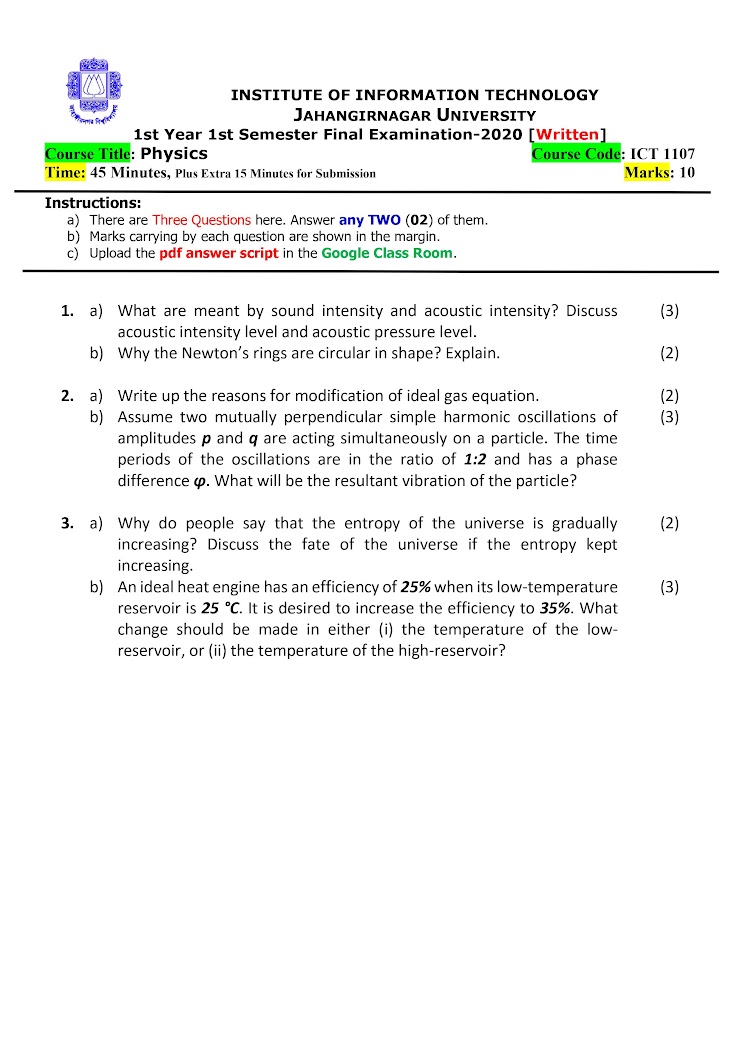 জাহাঙ্গীরনগর বিশ্ববিদ্যালয়
INSTITUTE OF INFORMATION TECHNOLOGY
JAHANGIRNAGAR UNIVERSITY
1st Year 1st Semester Final Examination-2020 [Written]
Course Title: Physics Course Code: ICT 1107
Time: 45 Minutes, Plus Extra 15 Minutes for Submission Marks: 10
Instructions:
a) There are Three Questions here. Answer any TWO (02) of them.
b) Marks carrying by each question are shown in the margin.
c) Upload the pdf answer script in the Google Class Room.
1. a) What are meant by sound intensity and acoustic intensity? Discuss (3)
acoustic intensity level and acoustic pressure level.
b) Why the Newton’s rings are circular in shape? Explain. (2)
2. a) Write up the reasons for modification of ideal gas equation. (2)
b) Assume two mutually perpendicular simple harmonic oscillations of (3)
amplitudes p and q are acting simultaneously on a particle. The time
periods of the oscillations are in the ratio of 1:2 and has a phase
difference φ. What will be the resultant vibration of the particle?
3. a) Why do people say that the entropy of the universe is gradually (2)
increasing? Discuss the fate of the universe if the entropy kept
increasing.
b) An ideal heat engine has an efficiency of 25% when its low-temperature (3)
reservoir is 25 °C. It is desired to increase the efficiency to 35%. What
change should be made in either (i) the temperature of the low-
reservoir, or (ii) the temperature of the high-reservoir?